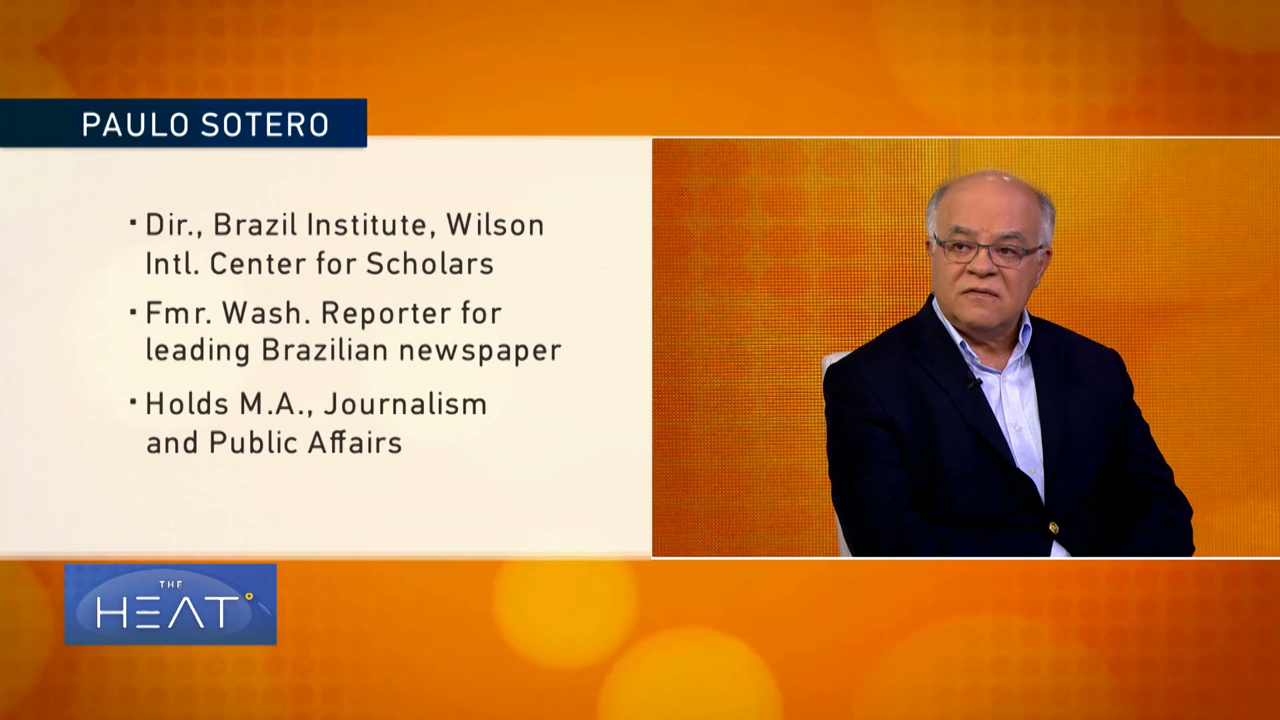 PAULO SOTERO
▪ Dir., Brazil Institute, Wilson
Intl. Center for Scholars
▪ Fmr. Wash. Reporter for
leading Brazilian newspaper
▪ Holds M.A., Journalism
and Public Affairs
THE
HEAT°